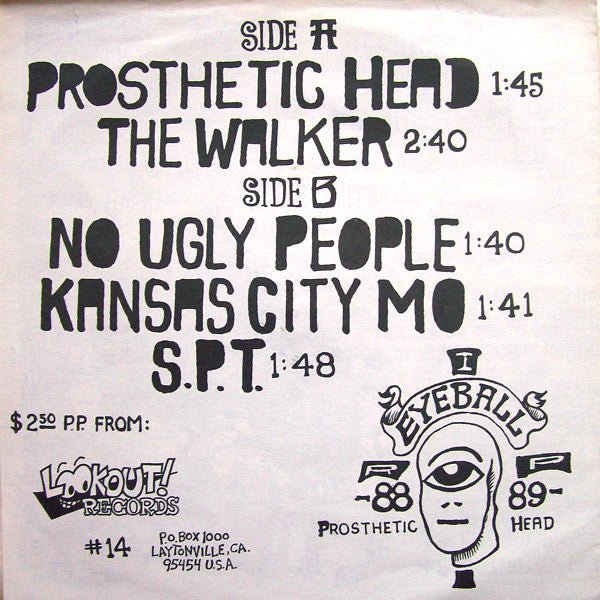 SIDE A
PROSTHETIC HEAD 1:45
THE WALKER 2:40
SIDE B
NO UGLY PEOPLE 1:40
KANSAS CITY MO 1:41
S.P.T. 1:48
$2.50 P.P. FROM:
LOOKOUT!
RECORDS
#14
P.O. BOX 1000
LAYTONVILLE, CA.
95454 U.S.A.
I
EYEBALL
R P
-88 89-
PROSTHETIC HEAD